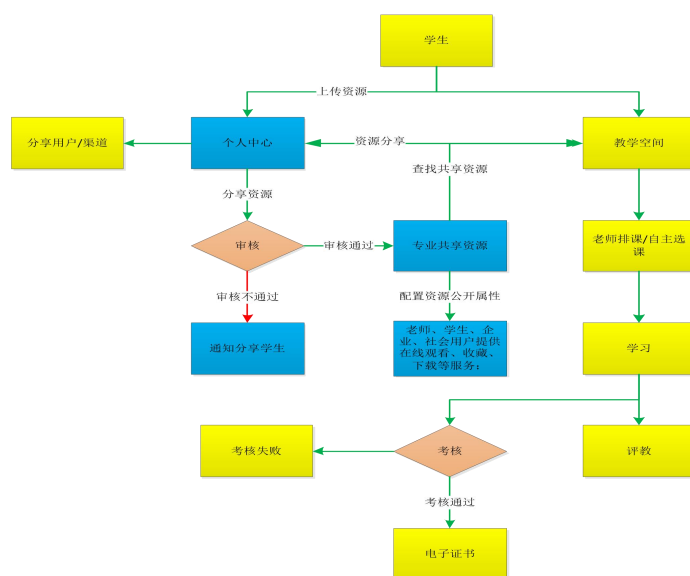 学生
上传资源
分享用户/渠道
个人中心
资源分享
教学空间
查找共享资源
分享资源
审核
审核通过
专业共享资源
老师排课/自主选
课
审核不通过
配置资源公开属性
通知分享学生
老师、学生、企
业、社会用户提供
在线观看、收藏、
下载等服务;
学习
考核失败
考核
评教
考核通过
电子证书